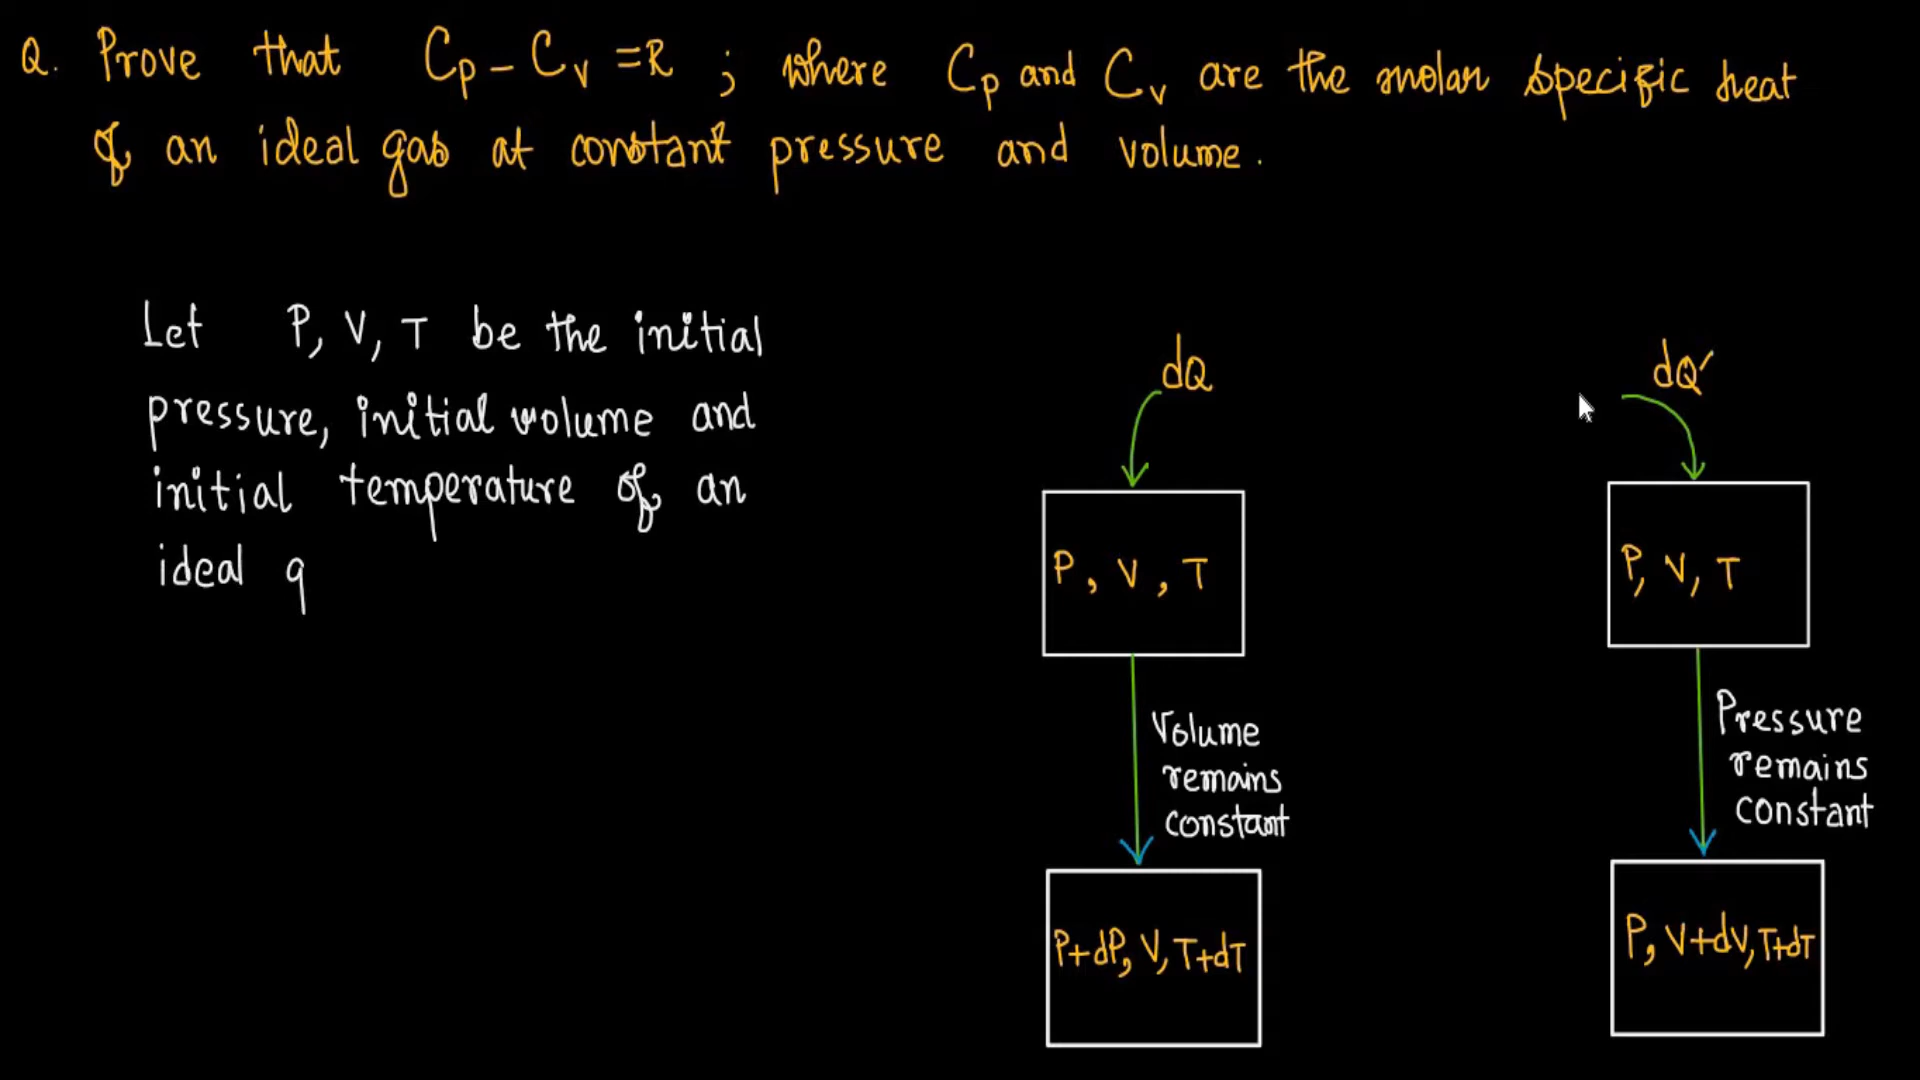 Q. Prove that Cp - Cv = R ; where Cp and Cv are the molar specific heat
of an ideal gas at constant pressure and volume.
Let P, V, T be the initial
pressure, initial volume and
initial temperature of an
ideal g
dQ
P, V, T
Volume
remains
constant
P+dP, V, T+dT
dQ'
P, V, T
Pressure
remains
constant
P, V+dV, T+dT